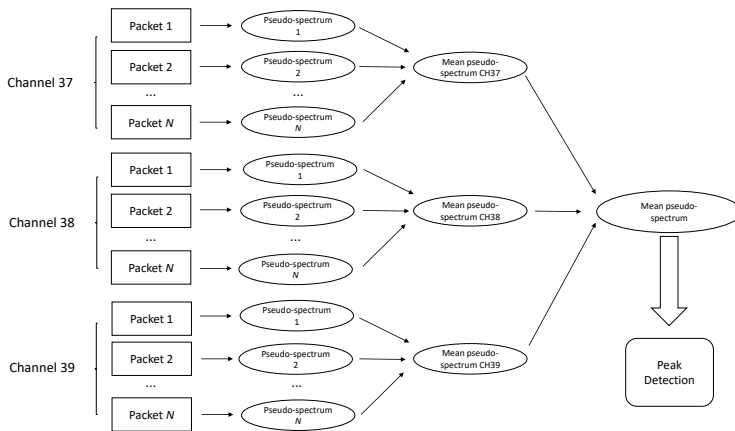 Channel 37
Packet 1
Pseudo-spectrum
1
Packet 2
Pseudo-spectrum
2
...
...
Packet N
Pseudo-spectrum
N
Mean pseudo-
spectrum CH37
Channel 38
Packet 1
Pseudo-spectrum
1
Packet 2
Pseudo-spectrum
2
...
...
Packet N
Pseudo-spectrum
N
Mean pseudo-
spectrum CH38
Channel 39
Packet 1
Pseudo-spectrum
1
Packet 2
Pseudo-spectrum
2
...
...
Packet N
Pseudo-spectrum
N
Mean pseudo-
spectrum CH39
Mean pseudo-
spectrum
Peak
Detection